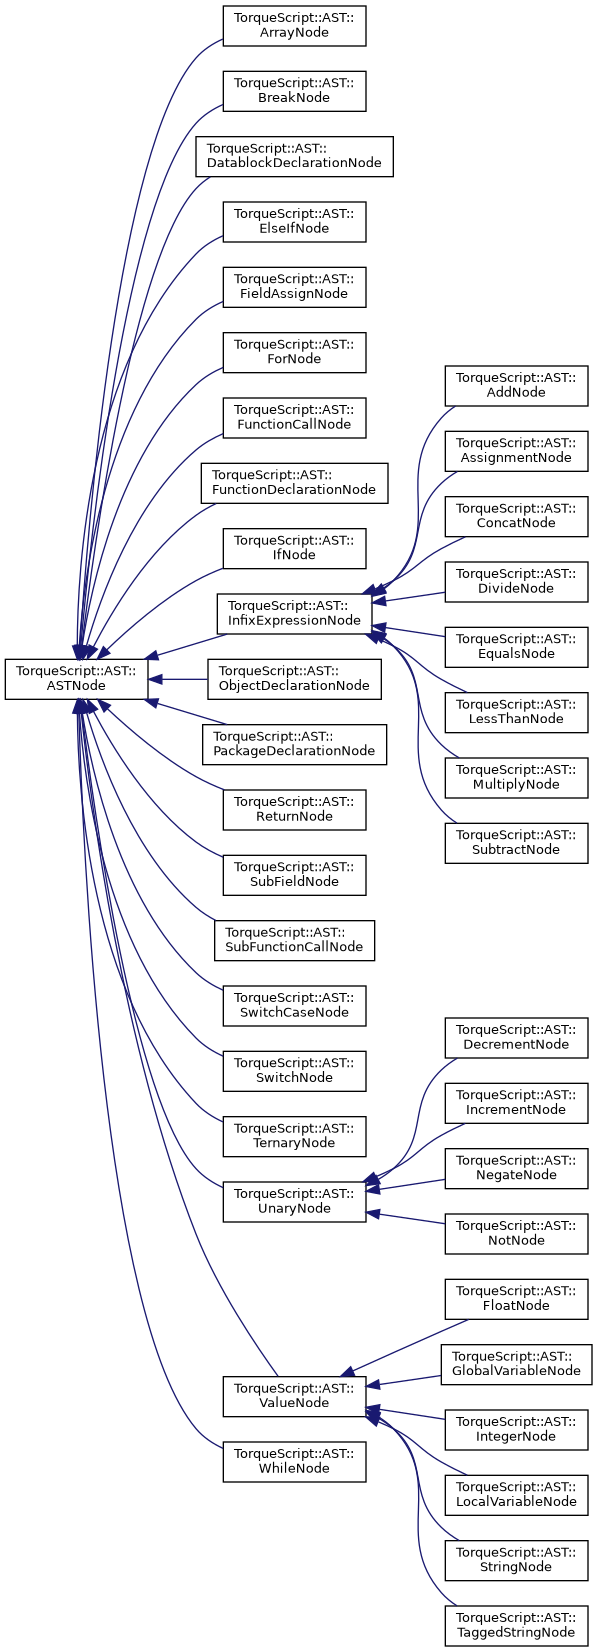 TorqueScript::AST::
ArrayNode
TorqueScript::AST::
BreakNode
TorqueScript::AST::
DatablockDeclarationNode
TorqueScript::AST::
ElseIfNode
TorqueScript::AST::
FieldAssignNode
TorqueScript::AST::
ForNode
TorqueScript::AST::
FunctionCallNode
TorqueScript::AST::
FunctionDeclarationNode
TorqueScript::AST::
IfNode
TorqueScript::AST::
InfixExpressionNode
TorqueScript::AST::
ASTNode
TorqueScript::AST::
ObjectDeclarationNode
TorqueScript::AST::
PackageDeclarationNode
TorqueScript::AST::
ReturnNode
TorqueScript::AST::
SubFieldNode
TorqueScript::AST::
SubFunctionCallNode
TorqueScript::AST::
SwitchCaseNode
TorqueScript::AST::
SwitchNode
TorqueScript::AST::
TernaryNode
TorqueScript::AST::
UnaryNode
TorqueScript::AST::
ValueNode
TorqueScript::AST::
WhileNode
TorqueScript::AST::
AddNode
TorqueScript::AST::
AssignmentNode
TorqueScript::AST::
ConcatNode
TorqueScript::AST::
DivideNode
TorqueScript::AST::
EqualsNode
TorqueScript::AST::
LessThanNode
TorqueScript::AST::
MultiplyNode
TorqueScript::AST::
SubtractNode
TorqueScript::AST::
DecrementNode
TorqueScript::AST::
IncrementNode
TorqueScript::AST::
NegateNode
TorqueScript::AST::
NotNode
TorqueScript::AST::
FloatNode
TorqueScript::AST::
GlobalVariableNode
TorqueScript::AST::
IntegerNode
TorqueScript::AST::
LocalVariableNode
TorqueScript::AST::
StringNode
TorqueScript::AST::
TaggedStringNode